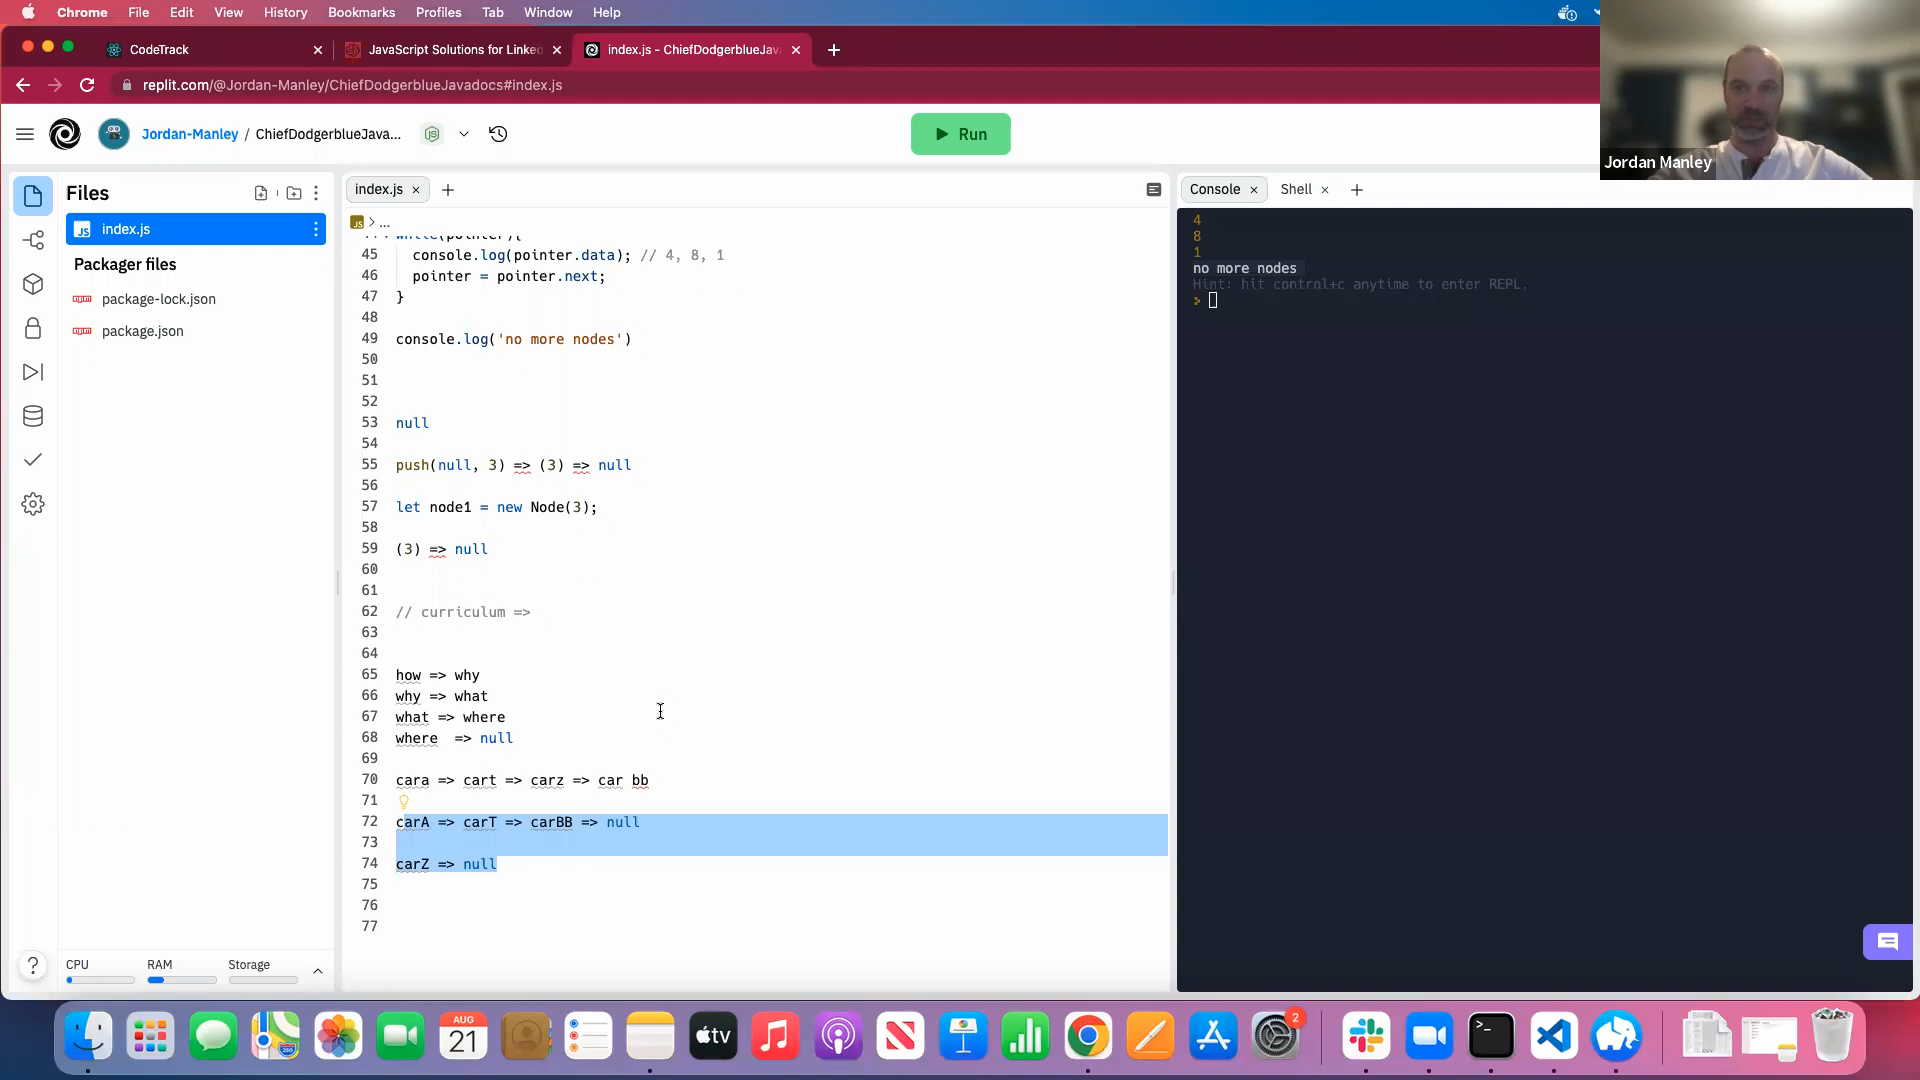 Chrome File Edit View History Bookmarks Profiles Tab Window Help
CodeTrack
JavaScript Solutions for Linked
index.js - ChiefDodgerblueJava
replit.com/@Jordan-Manley/ChiefDodgerblueJavadocs#index.js
Jordan-Manley / ChiefDodgerblueJava...
Run
Jordan Manley
Files
index.js
Packager files
package-lock.json
package.json
CPU RAM Storage
index.js
JS > ...
while(pointer){
45 console.log(pointer.data); // 4, 8, 1
46 pointer = pointer.next;
47 }
48
49 console.log('no more nodes')
50
51
52
53 null
54
55 push(null, 3) => (3) => null
56
57 let node1 = new Node(3);
58
59 (3) => null
60
61
62 // curriculum =>
63
64
65 how => why
66 why => what
67 what => where
68 where  => null
69
70 cara => cart => carz => car bb
71
72 carA => carT => carBB => null
73
74 carZ => null
75
76
77
Console Shell
4
8
1
no more nodes
Hint: hit control+c anytime to enter REPL.
AUG
21
tv
2